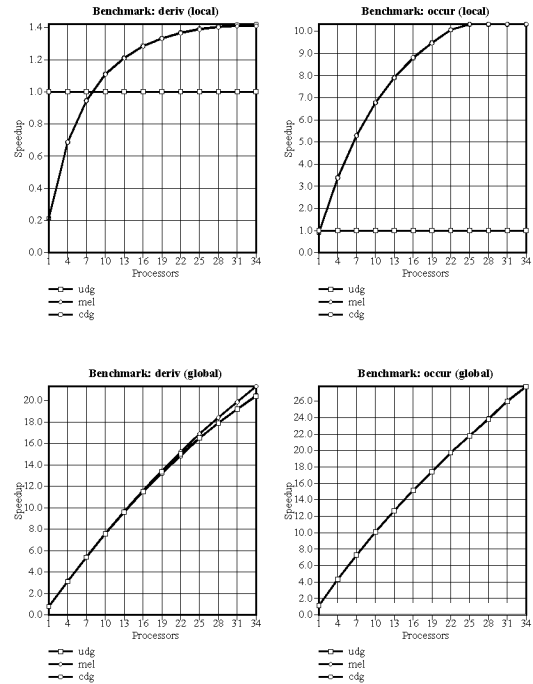 Benchmark: deriv (local)
1.4
1.2
1.0
0.8
0.6
0.4
0.2
0.0
Speedup
1 4 7 10 13 16 19 22 25 28 31 34
Processors
udg
mel
cdg
Benchmark: occur (local)
10.0
9.0
8.0
7.0
6.0
5.0
4.0
3.0
2.0
1.0
0.0
Speedup
1 4 7 10 13 16 19 22 25 28 31 34
Processors
udg
mel
cdg
Benchmark: deriv (global)
20.0
18.0
16.0
14.0
12.0
10.0
8.0
6.0
4.0
2.0
0.0
Speedup
1 4 7 10 13 16 19 22 25 28 31 34
Processors
udg
mel
cdg
Benchmark: occur (global)
26.0
24.0
22.0
20.0
18.0
16.0
14.0
12.0
10.0
8.0
6.0
4.0
2.0
0.0
Speedup
1 4 7 10 13 16 19 22 25 28 31 34
Processors
udg
mel
cdg